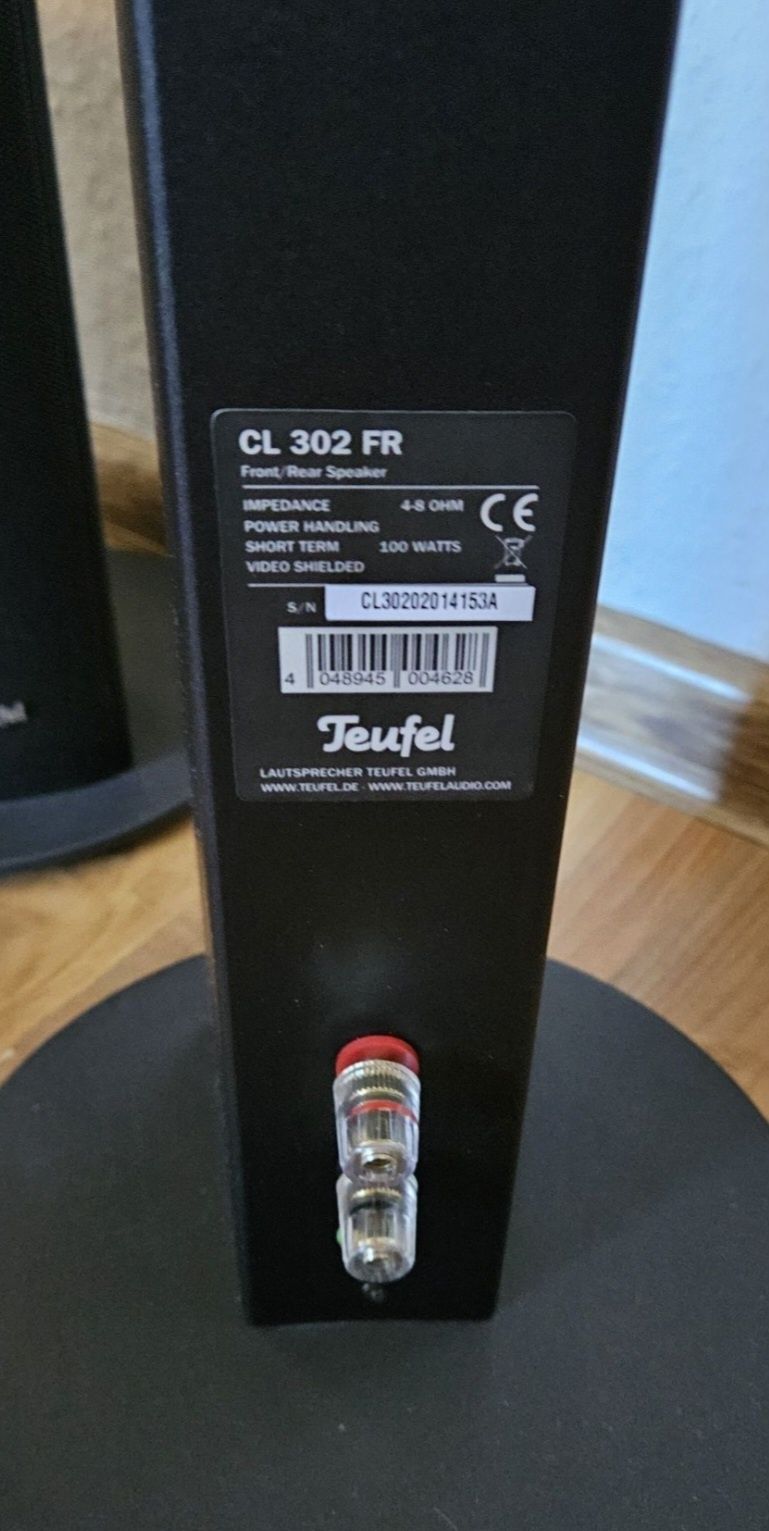 CL 302 FR
Front/Rear Speaker
IMPEDANCE 4-8 OHM
POWER HANDLING
SHORT TERM 100 WATTS
VIDEO SHIELDED
S/N CL30202014153A
4 048945 004628
Teufel
LAUTSPRECHER TEUFEL GMBH
WWW.TEUFEL.DE · WWW.TEUFELAUDIO.COM